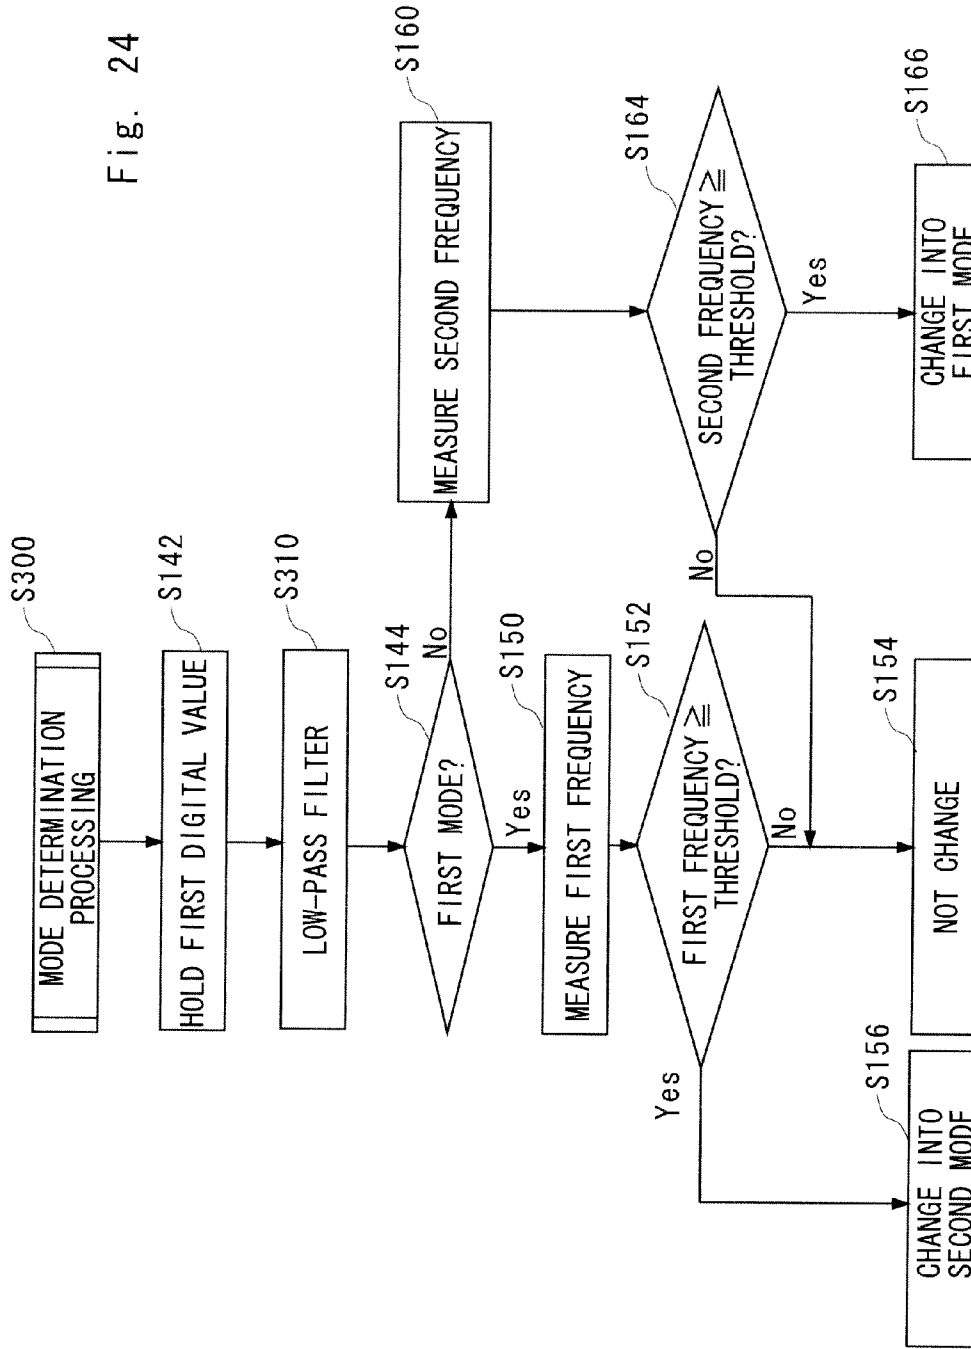 Fig. 24
MODE DETERMINATION
PROCESSING
S300
HOLD FIRST DIGITAL VALUE
S142
LOW-PASS FILTER
S310
FIRST MODE?
S144
No
Yes
MEASURE SECOND FREQUENCY
S160
MEASURE FIRST FREQUENCY
S150
FIRST FREQUENCY≧
THRESHOLD?
S152
Yes
No
SECOND FREQUENCY≧
THRESHOLD?
S164
No
Yes
CHANGE INTO
SECOND MODE
S156
NOT CHANGE
S154
CHANGE INTO
FIRST MODE
S166